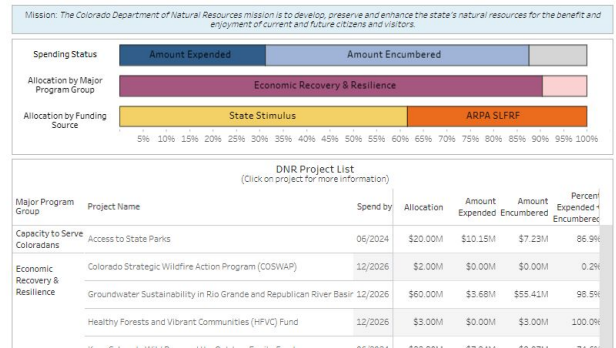 Mission: The Colorado Department of Natural Resources mission is to develop, preserve and enhance the state's natural resources for the benefit and
enjoyment of current and future citizens and visitors.
Spending Status
Amount Expended
Amount Encumbered
Allocation by Major
Program Group
Economic Recovery & Resilience
Allocation by Funding
Source
State Stimulus
ARPA SLFRF
5% 10% 15% 20% 25% 30% 35% 40% 45% 50% 55% 60% 65% 70% 75% 80% 85% 90% 95% 100%
DNR Project List
(Click on project for more information)
Major Program
Group
Project Name
Spend by
Allocation
Amount
Expended
Amount
Encumbered
Percent
Expended +
Encumbered
Capacity to Serve
Coloradans
Access to State Parks 06/2024 $20.00M $10.15M $7.23M 86.9%
Economic
Recovery &
Resilience
Colorado Strategic Wildfire Action Program (COSWAP) 12/2026 $2.00M $0.00M $0.00M 0.2%
Groundwater Sustainability in Rio Grande and Republican River Basir 12/2026 $60.00M $3.68M $55.41M 98.5%
Healthy Forests and Vibrant Communities (HFVC) Fund 12/2026 $3.00M $0.00M $3.00M 100.0%